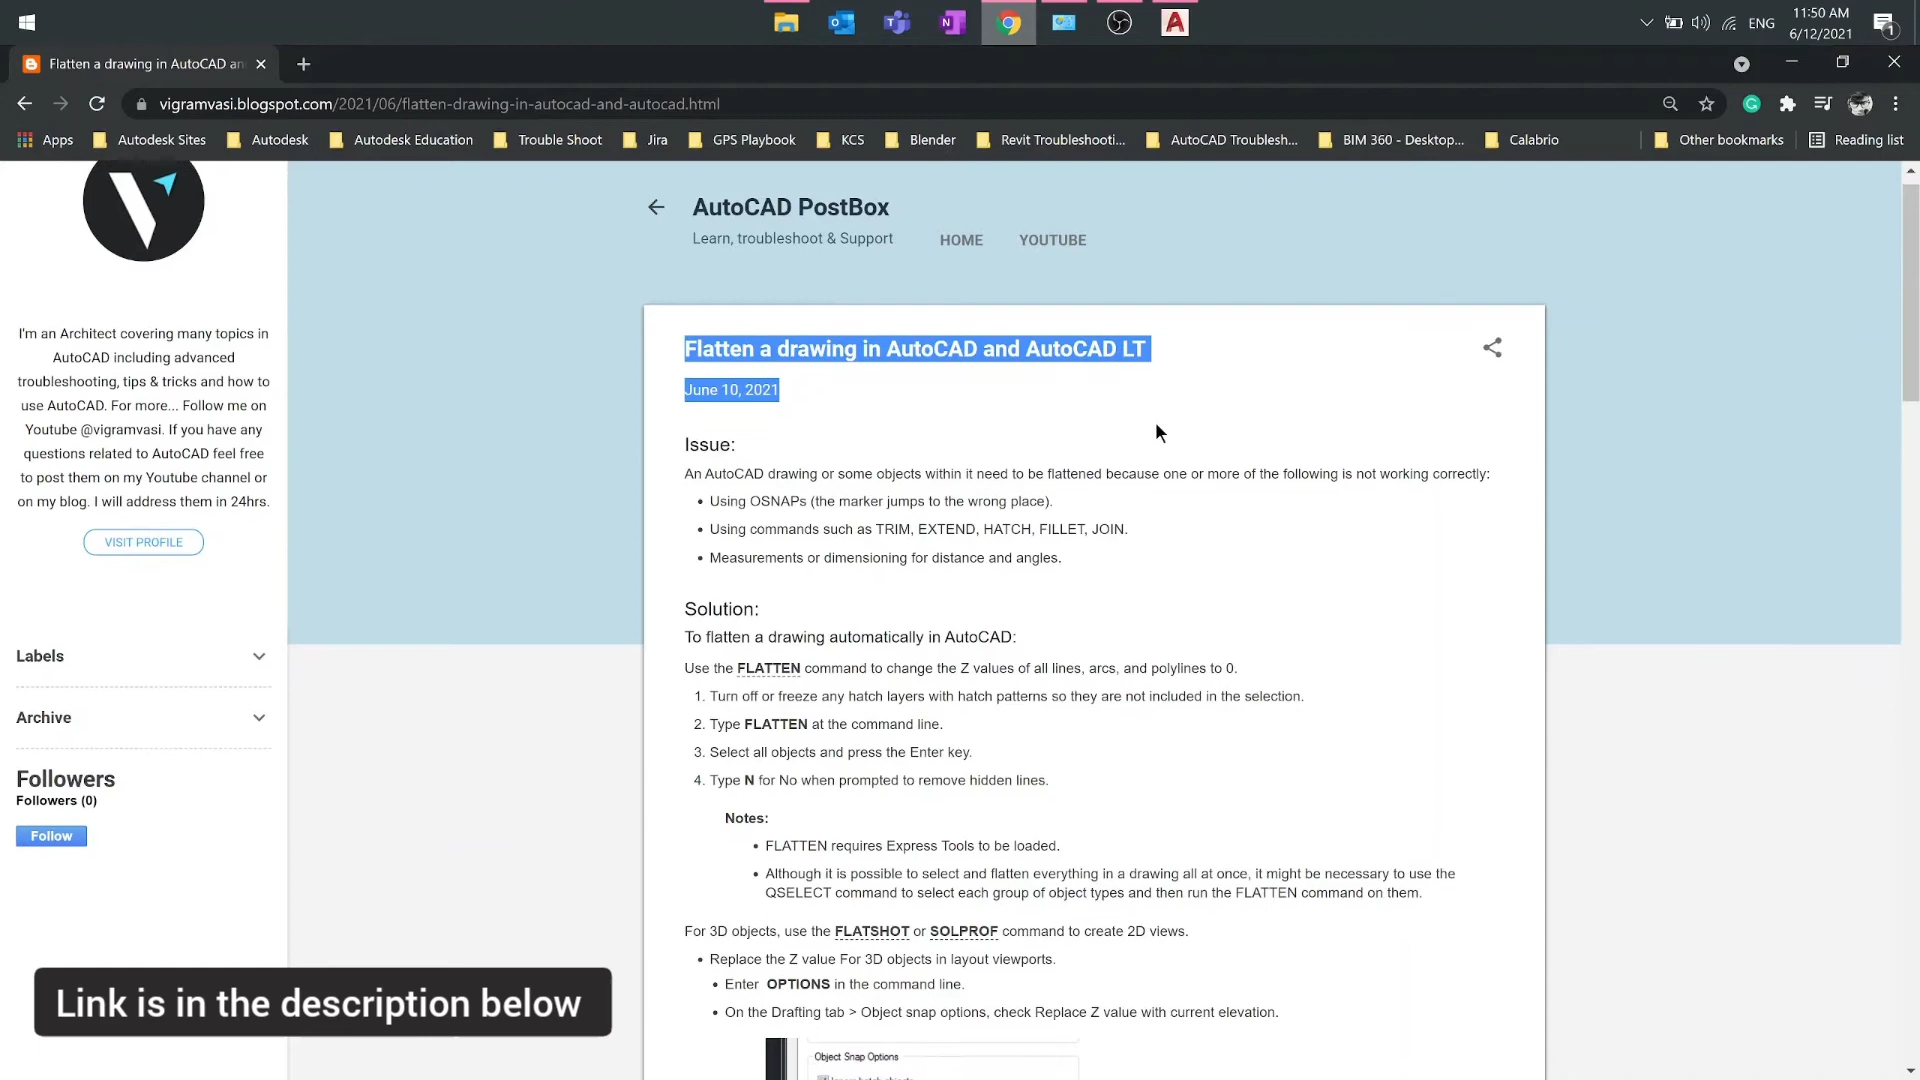 11:50 AM
ENG
6/12/2021
1
Flatten a drawing in AutoCAD an
vigramvasi.blogspot.com/2021/06/flatten-drawing-in-autocad-and-autocad.html
Apps
Autodesk Sites
Autodesk
Autodesk Education
Trouble Shoot
Jira
GPS Playbook
KCS
Blender
Revit Troubleshooti...
AutoCAD Troublesh...
BIM 360 - Desktop...
Calabrio
Other bookmarks
Reading list
AutoCAD PostBox
Learn, troubleshoot & Support
HOME
YOUTUBE
I'm an Architect covering many topics in
AutoCAD including advanced
troubleshooting, tips & tricks and how to
use AutoCAD. For more... Follow me on
Youtube @vigramvasi. If you have any
questions related to AutoCAD feel free
to post them on my Youtube channel or
on my blog. I will address them in 24hrs.
VISIT PROFILE
Labels
Archive
Followers
Followers (0)
Follow
Flatten a drawing in AutoCAD and AutoCAD LT
June 10, 2021
Issue:
An AutoCAD drawing or some objects within it need to be flattened because one or more of the following is not working correctly:
• Using OSNAPs (the marker jumps to the wrong place).
• Using commands such as TRIM, EXTEND, HATCH, FILLET, JOIN.
• Measurements or dimensioning for distance and angles.
Solution:
To flatten a drawing automatically in AutoCAD:
Use the FLATTEN command to change the Z values of all lines, arcs, and polylines to 0.
1. Turn off or freeze any hatch layers with hatch patterns so they are not included in the selection.
2. Type FLATTEN at the command line.
3. Select all objects and press the Enter key.
4. Type N for No when prompted to remove hidden lines.
Notes:
• FLATTEN requires Express Tools to be loaded.
• Although it is possible to select and flatten everything in a drawing all at once, it might be necessary to use the
QSELECT command to select each group of object types and then run the FLATTEN command on them.
For 3D objects, use the FLATSHOT or SOLPROF command to create 2D views.
• Replace the Z value For 3D objects in layout viewports.
• Enter OPTIONS in the command line.
• On the Drafting tab > Object snap options, check Replace Z value with current elevation.
Object Snap Options
Link is in the description below